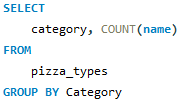 SELECT
category, COUNT(name)
FROM
pizza_types
GROUP BY Category